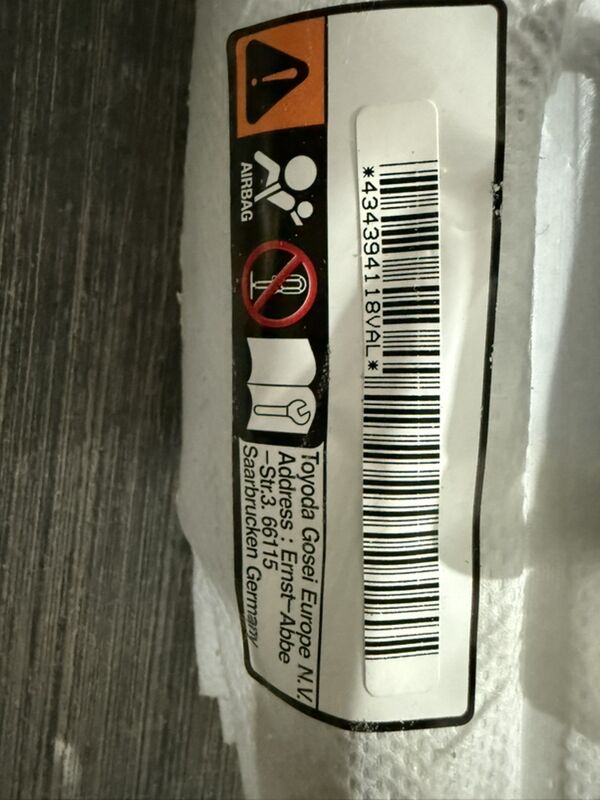 *434394118VAL*
AIRBAG
Toyoda Gosei Europe N.V.
Address : Ernst-Abbe
-Str.3. 66115
Saarbrucken Germany